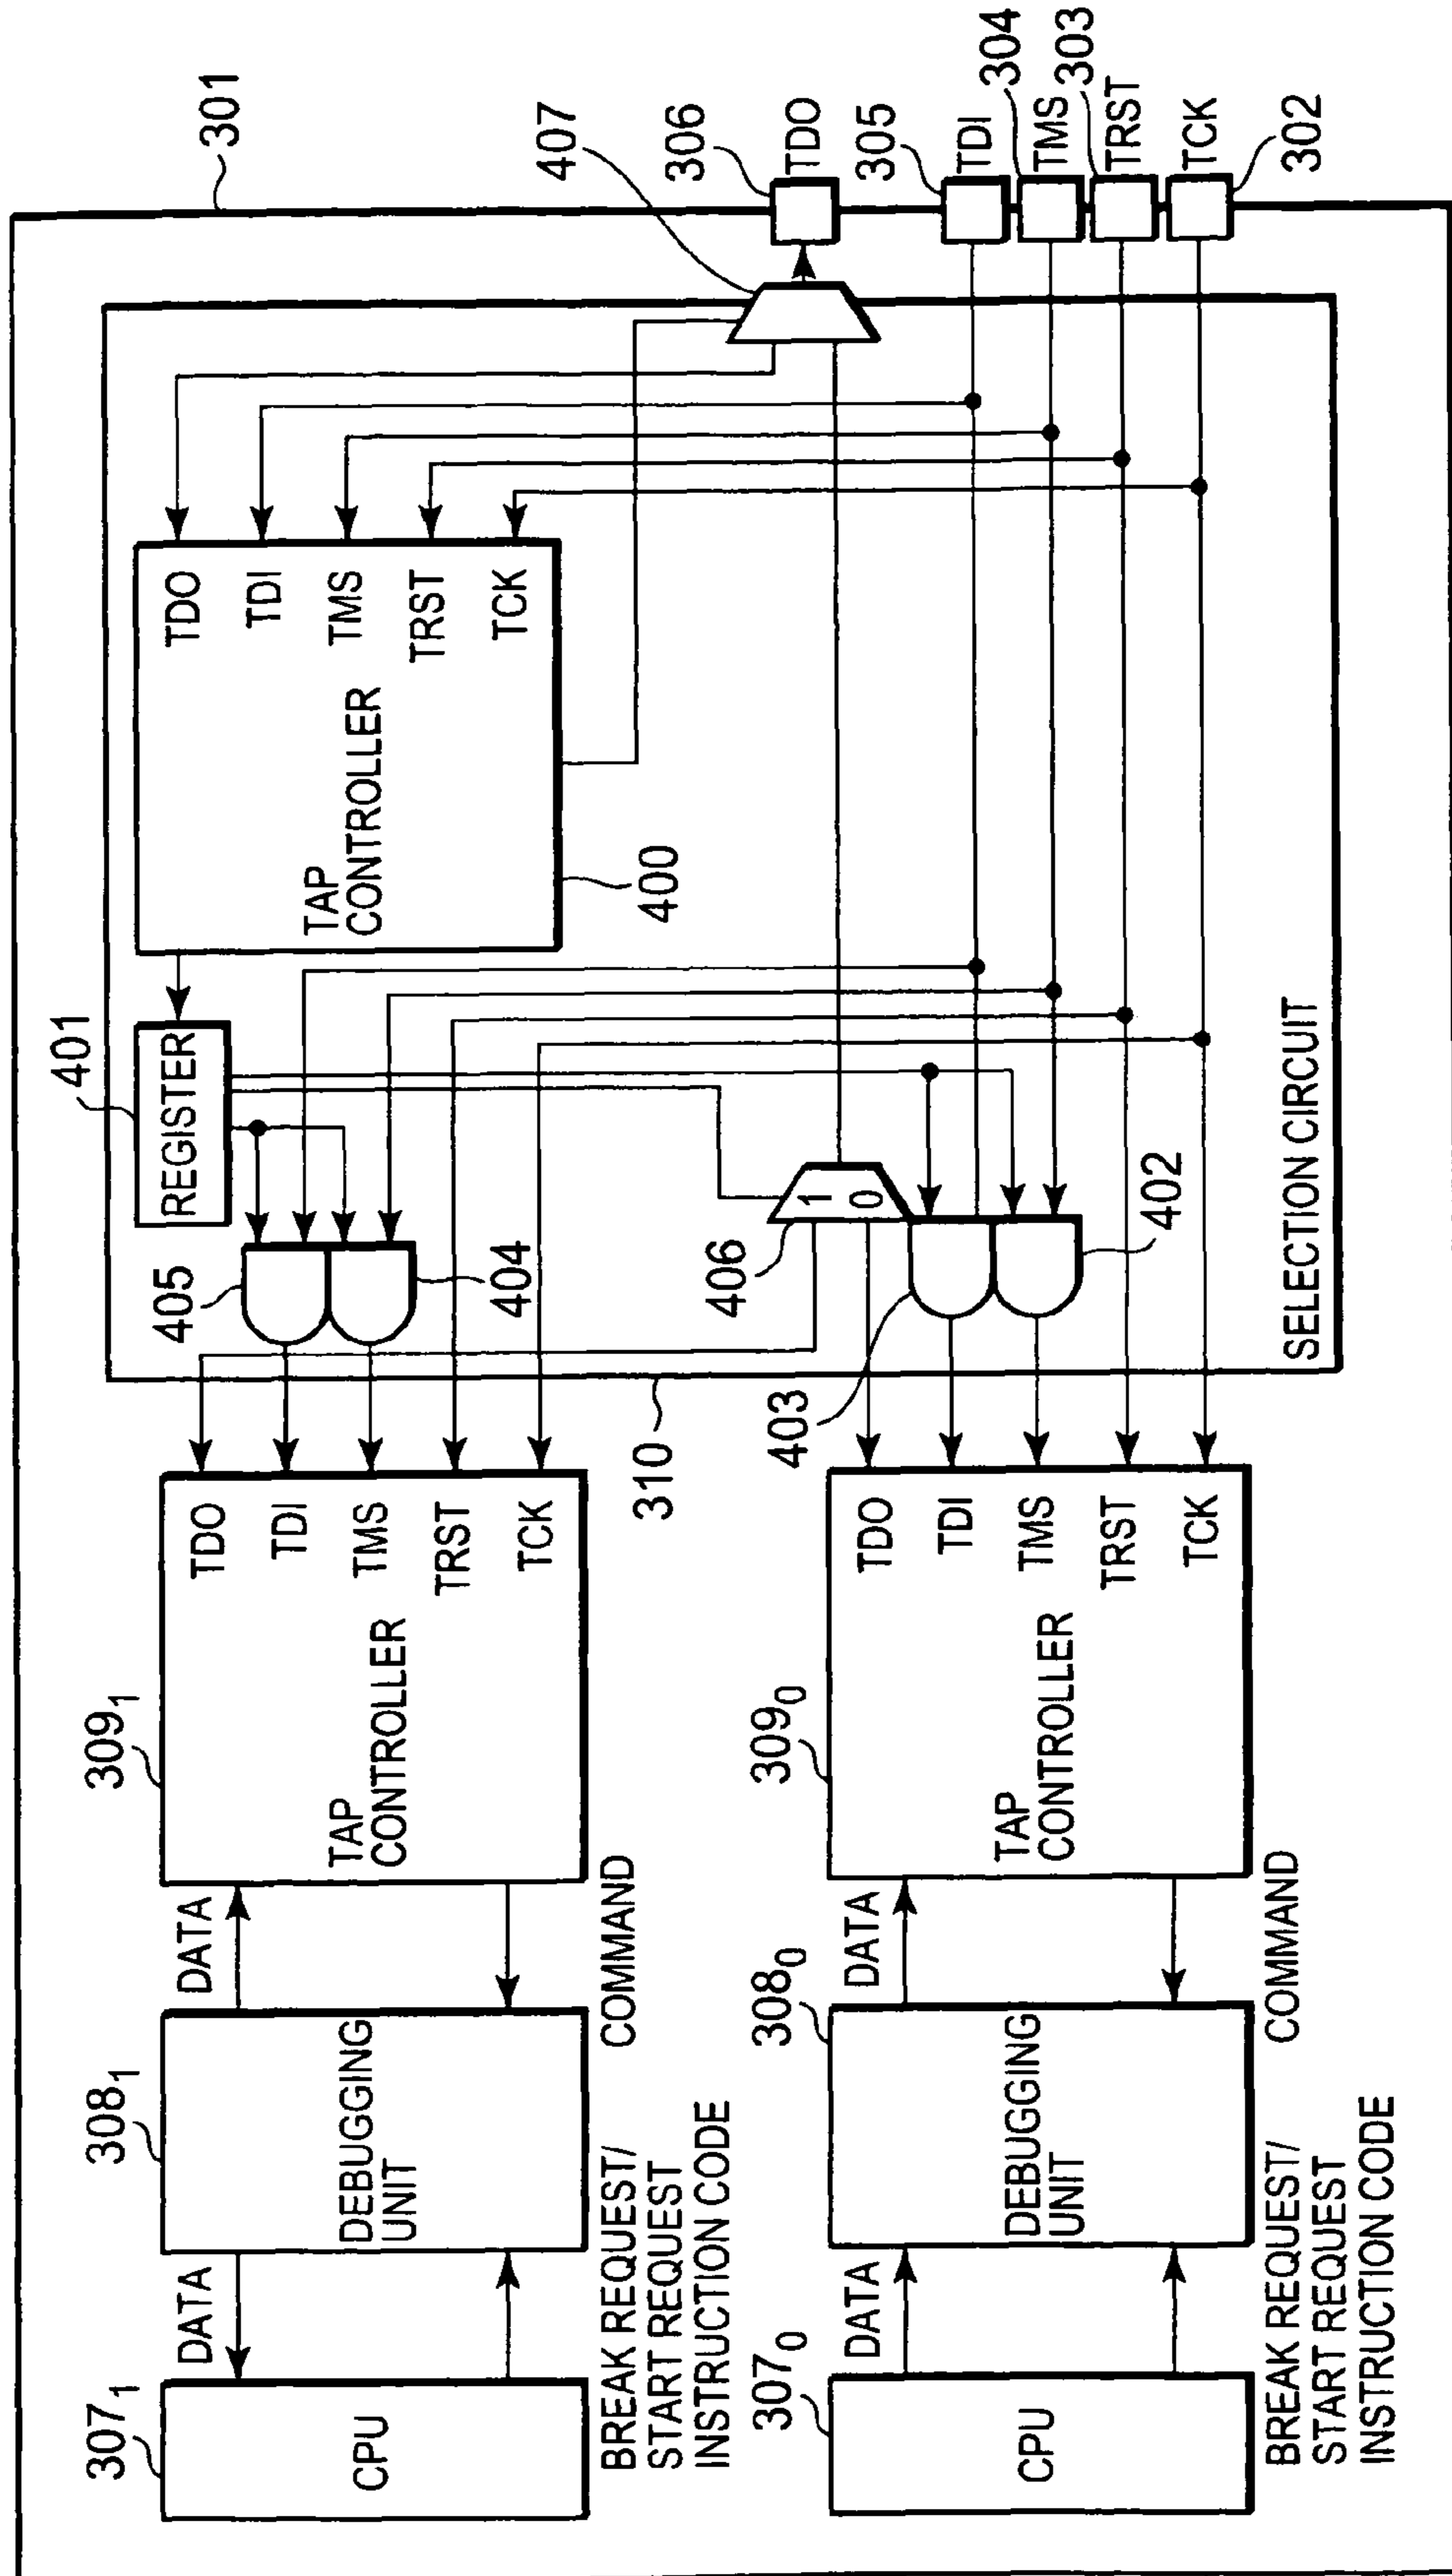 301
407
306
TDO
305
TDI
304
TMS
303
TRST
TCK
302
TDO
TDI
TMS
TRST
TCK
TAP
CONTROLLER
400
401
REGISTER
405
404
406
1
0
403
402
310
SELECTION CIRCUIT
309₁
TDO
TDI
TMS
TRST
TCK
TAP
CONTROLLER
309₀
TDO
TDI
TMS
TRST
TCK
TAP
CONTROLLER
DATA
COMMAND
308₁
DEBUGGING
UNIT
DATA
COMMAND
308₀
DEBUGGING
UNIT
DATA
BREAK REQUEST/
START REQUEST
INSTRUCTION CODE
307₁
CPU
DATA
BREAK REQUEST/
START REQUEST
INSTRUCTION CODE
307₀
CPU